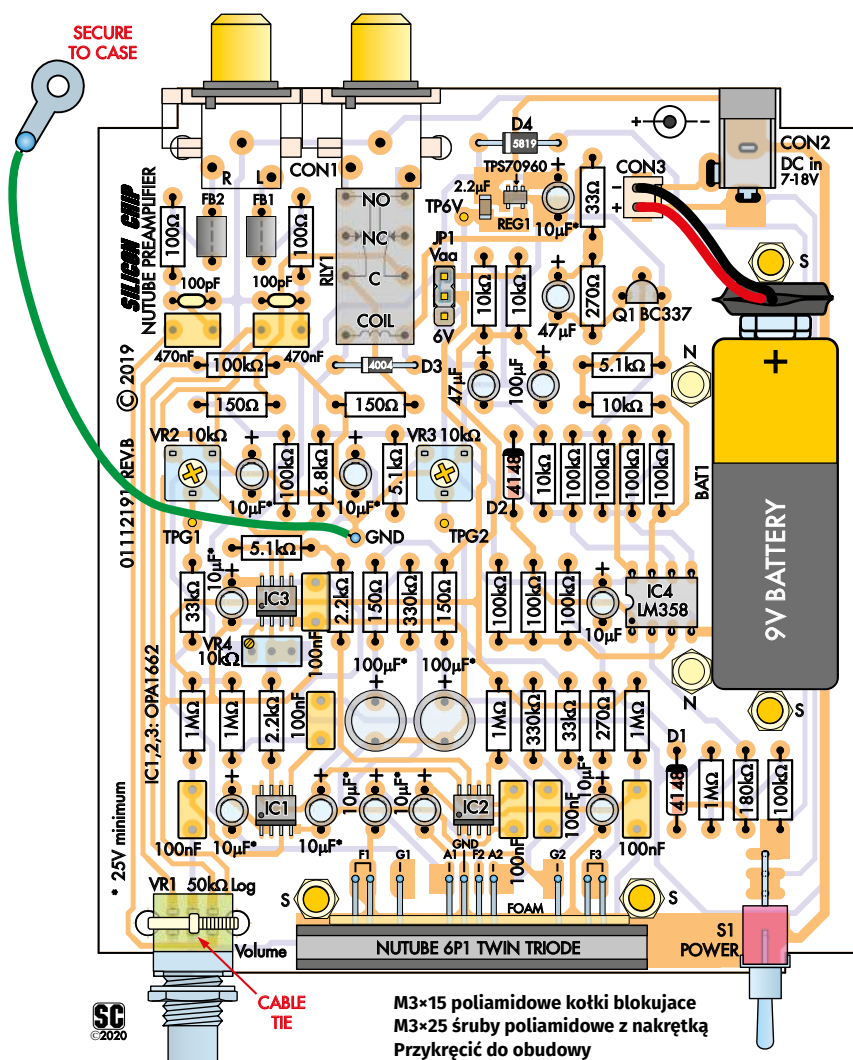 SECURE
TO CASE
SILICON CHIP
NUTUBE PREAMPLIFIER
© 2019
01112191 REV.B
R L
CON1
FB2 FB1
100Ω
100Ω
100pF
100pF
470nF
470nF
RLY1
NO
NC
C
COIL
D4
5819
TPS70960
2.2µF
REG1
TP6V
10µF*
33Ω
CON3
-
+
+ -
CON2
DC in
7-18V
JP1
Vaa
6V
10kΩ
10kΩ
47µF
270Ω
Q1 BC337
S
100kΩ
4004
D3
47µF
100µF
5.1kΩ
N
150Ω
150Ω
10kΩ
VR2 10kΩ
+
10µF*
100kΩ
6.8kΩ
+
10µF*
5.1kΩ
VR3 10kΩ
4148
D2
10kΩ
100kΩ
100kΩ
100kΩ
100kΩ
BAT1
+
9V BATTERY
TPG1
GND
TPG2
5.1kΩ
33kΩ
10µF*
IC3
100nF
2.2kΩ
150Ω
330kΩ
150Ω
100kΩ
100kΩ
100kΩ
10µF
IC4
LM358
VR4
10kΩ
N
S
IC1,2,3: OPA1662
1MΩ
1MΩ
2.2kΩ
100nF
100µF*
100µF*
1MΩ
330kΩ
33kΩ
270Ω
1MΩ
D1
4148
1MΩ
180kΩ
100kΩ
* 25V minimum
100nF
10µF*
IC1
10µF*
10µF*
10µF*
IC2
100nF
100nF
10µF*
100nF
F1 G1 A1 GND F2 A2 G2 F3
VR1 50kΩ Log
S
S
FOAM
Volume
NUTUBE 6P1 TWIN TRIODE
S1
POWER
CABLE
TIE
SC
©2020
M3×15 poliamidowe kołki blokujace
M3×25 śruby poliamidowe z nakrętką
Przykręcić do obudowy